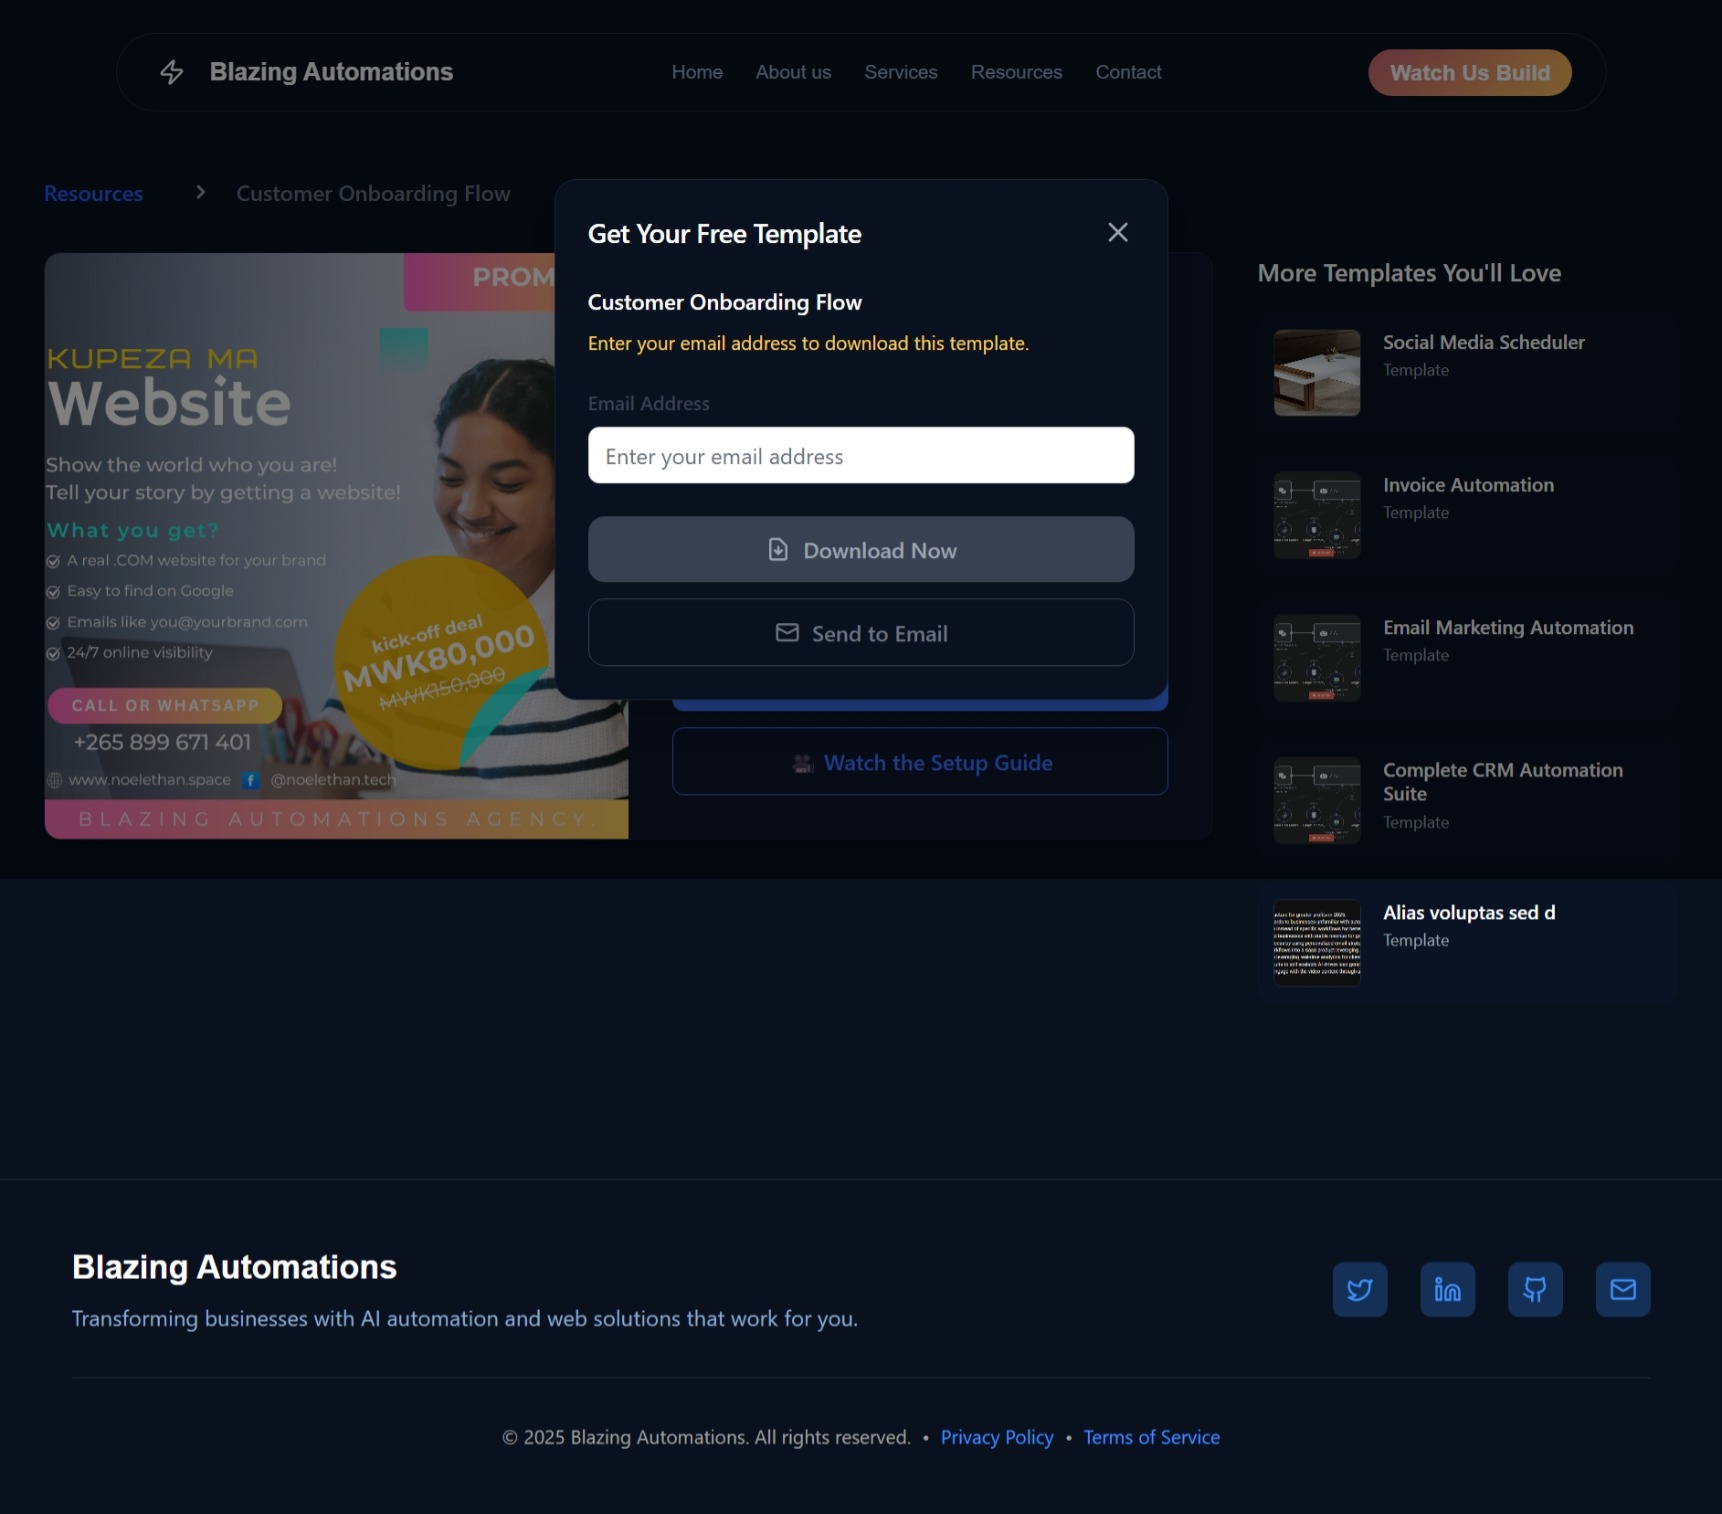 Blazing Automations
Home
About us
Services
Resources
Contact
Watch Us Build
Resources
Customer Onboarding Flow
PROM
KUPEZA MA
Website
Show the world who you are!
Tell your story by getting a website!
What you get?
A real .COM website for your brand
Easy to find on Google
Emails like you@yourbrand.com
24/7 online visibility
kick-off deal
MWK80,000
MWK150,000
CALL OR WHATSAPP
+265 899 671 401
www.noelethan.space
@noelethan.tech
BLAZING AUTOMATIONS AGENCY.
Get Your Free Template
Customer Onboarding Flow
Enter your email address to download this template.
Email Address
Enter your email address
Download Now
Send to Email
Watch the Setup Guide
More Templates You'll Love
Social Media Scheduler
Template
Invoice Automation
Template
Email Marketing Automation
Template
Complete CRM Automation
Suite
Template
Alias voluptas sed d
Template
Blazing Automations
Transforming businesses with AI automation and web solutions that work for you.
© 2025 Blazing Automations. All rights reserved. • Privacy Policy • Terms of Service